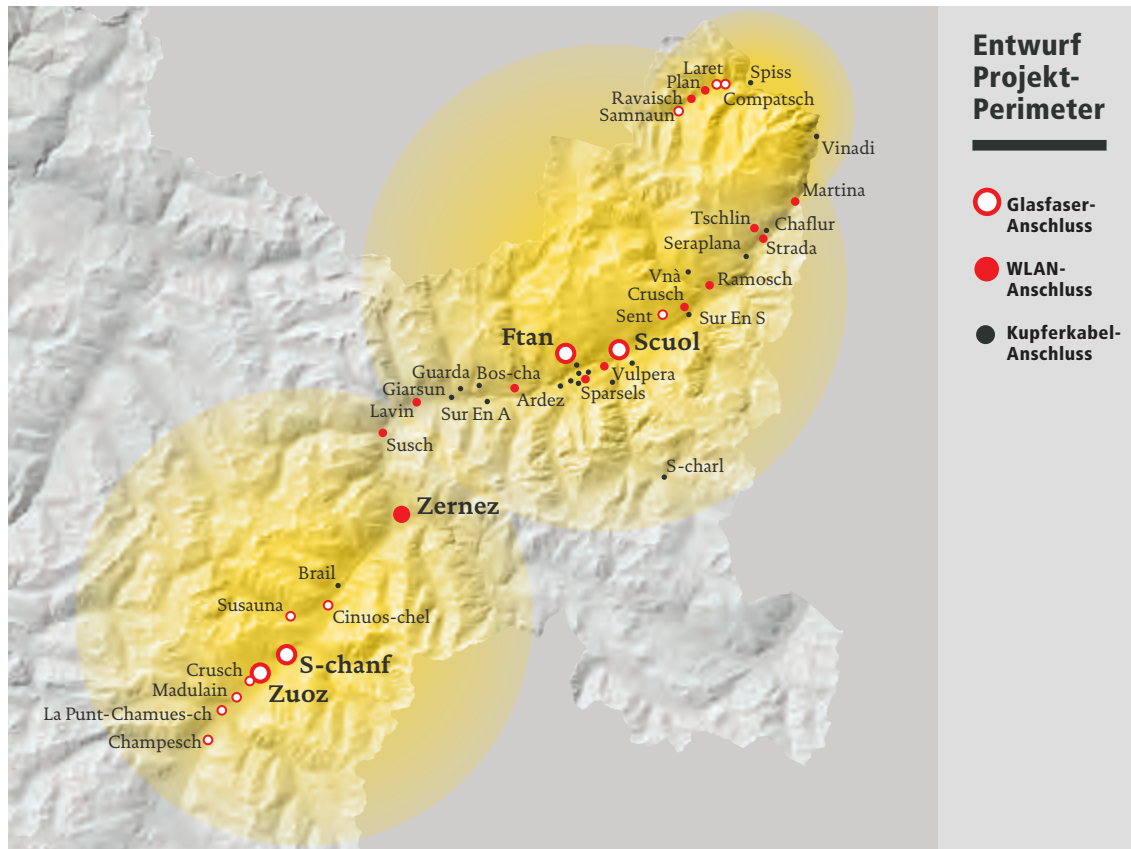 Entwurf
Projekt-
Perimeter
Glasfaser-
Anschluss
WLAN-
Anschluss
Kupferkabel-
Anschluss
Laret
Spiss
Plan
Ravaisch
Compatsch
Samnaun
Vinadi
Martina
Tschlin
Chaflur
Seraplana
Strada
Vnà
Ramosch
Crusch
Sent
Sur En S
Ftan
Scuol
Guarda
Bos-cha
Vulpera
Giarsun
Ardez
Sparsels
Lavin
Sur En A
Susch
S-charl
Zernez
Brail
Susauna
Cinuos-chel
S-chanf
Crusch
Zuoz
Madulain
La Punt-Chamues-ch
Champesch